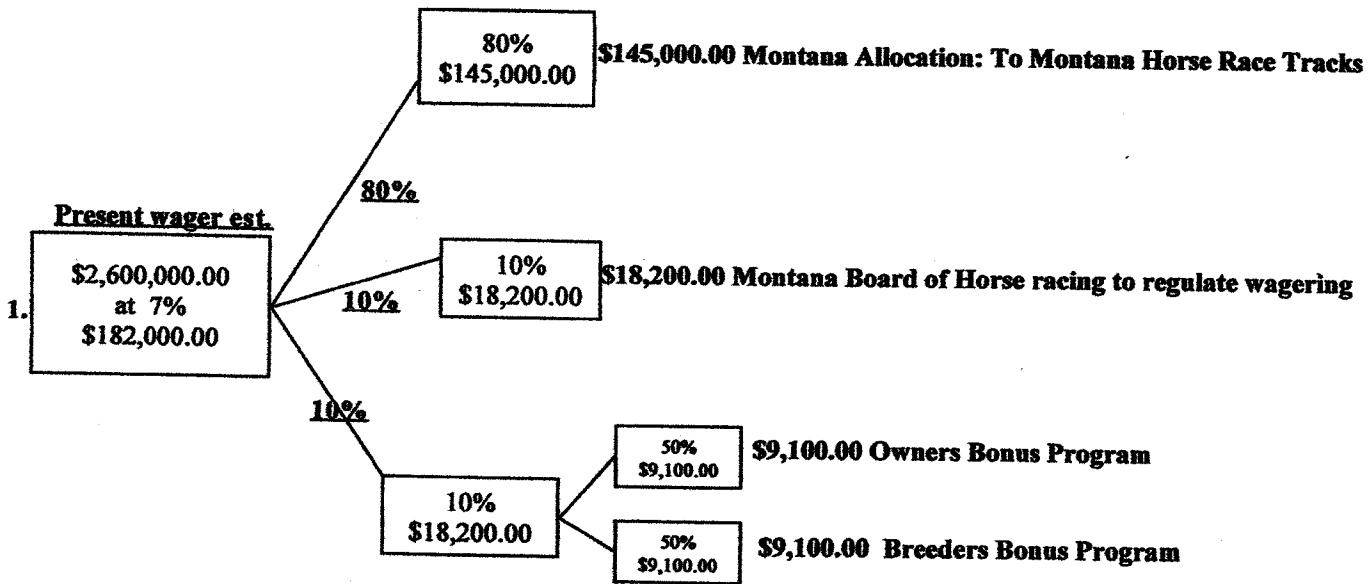 80%
$145,000.00
$145,000.00 Montana Allocation: To Montana Horse Race Tracks
80%
Present wager est.
1.
$2,600,000.00
at 7%
$182,000.00
10%
10%
$18,200.00
$18,200.00 Montana Board of Horse racing to regulate wagering
10%
10%
$18,200.00
50%
$9,100.00
$9,100.00 Owners Bonus Program
50%
$9,100.00
$9,100.00 Breeders Bonus Program